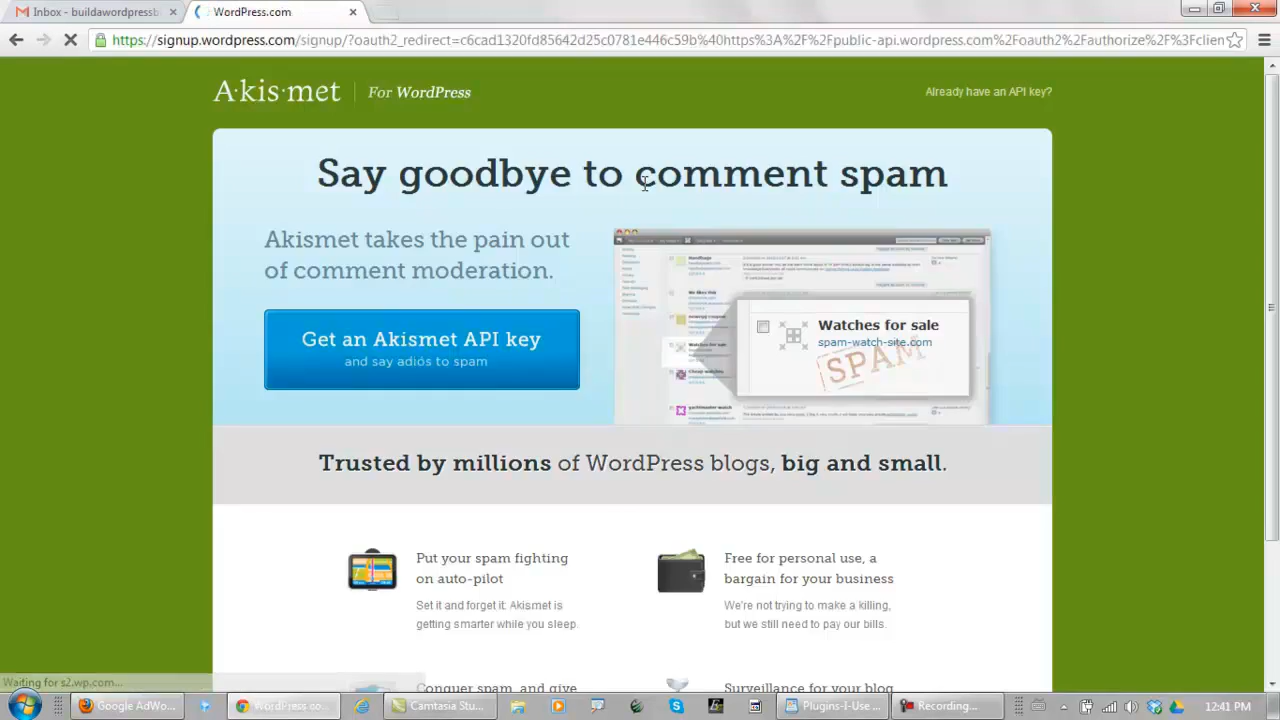 Inbox - buildawordpressb
WordPress.com
https://signup.wordpress.com/signup/?oauth2_redirect=c6cad1320fd85642d25c0781e446c59b%40https%3A%2F%2Fpublic-api.wordpress.com%2Foauth2%2Fauthorize%2F%3Fclien
A·kis·met
For WordPress
Already have an API key?
Say goodbye to comment spam
Akismet takes the pain out
of comment moderation.
Get an Akismet API key
and say adiós to spam
Watches for sale
spam-watch-site.com
SPAM
Trusted by millions of WordPress blogs, big and small.
Put your spam fighting
on auto-pilot
Set it and forget it: Akismet is
getting smarter while you sleep.
Free for personal use, a
bargain for your business
We're not trying to make a killing,
but we still need to pay our bills.
Conquer spam, and give
Surveillance for your blog
Waiting for s2.wp.com...
Google AdWo...
WordPress.co...
Camtasia Stu...
Plugins-I-Use ...
Recording...
12:41 PM